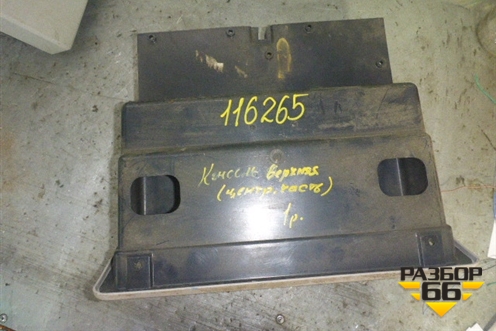 116265
Консоль верхняя
(центр. часть)
1р.
РАЗБОР
66